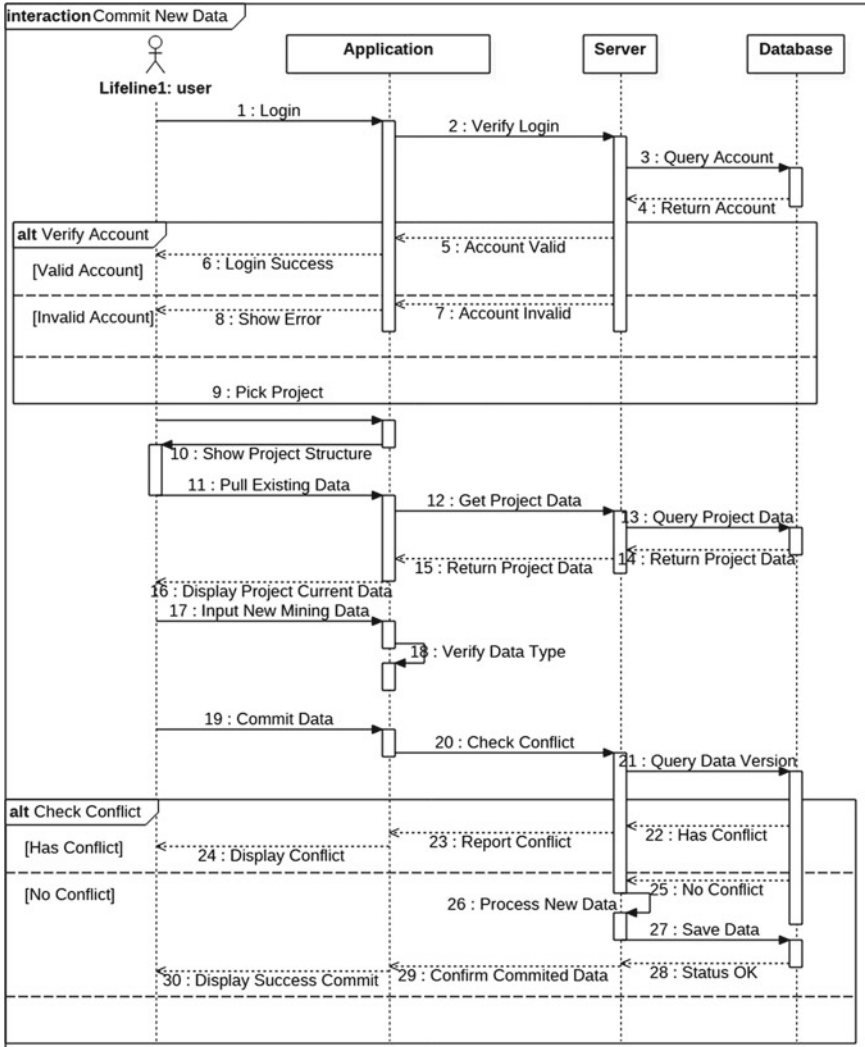 interaction Commit New Data
Application
Server
Database
Lifeline1: user
1 : Login
2 : Verify Login
3 : Query Account
4 : Return Account
alt Verify Account
5 : Account Valid
6 : Login Success
[Valid Account]
7 : Account Invalid
[Invalid Account]
8 : Show Error
9 : Pick Project
10 : Show Project Structure
11 : Pull Existing Data
12 : Get Project Data
13 : Query Project Data
14 : Return Project Data
15 : Return Project Data
16 : Display Project Current Data
17 : Input New Mining Data
18 : Verify Data Type
19 : Commit Data
20 : Check Conflict
21 : Query Data Version
alt Check Conflict
22 : Has Conflict
23 : Report Conflict
[Has Conflict]
24 : Display Conflict
25 : No Conflict
[No Conflict]
26 : Process New Data
27 : Save Data
28 : Status OK
29 : Confirm Commited Data
30 : Display Success Commit